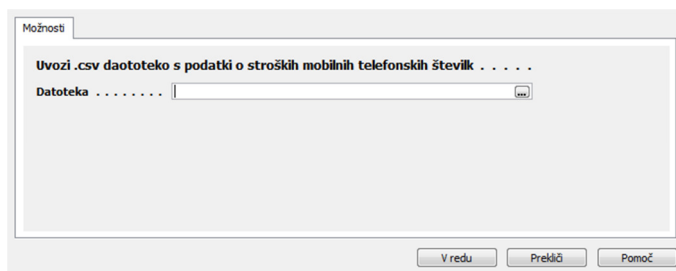 Možnosti
Uvozi .csv daototeko s podatki o stroških mobilnih telefonskih številk . . . . .
Datoteka . . . . . . . . ...
V redu Prekliči Pomoč